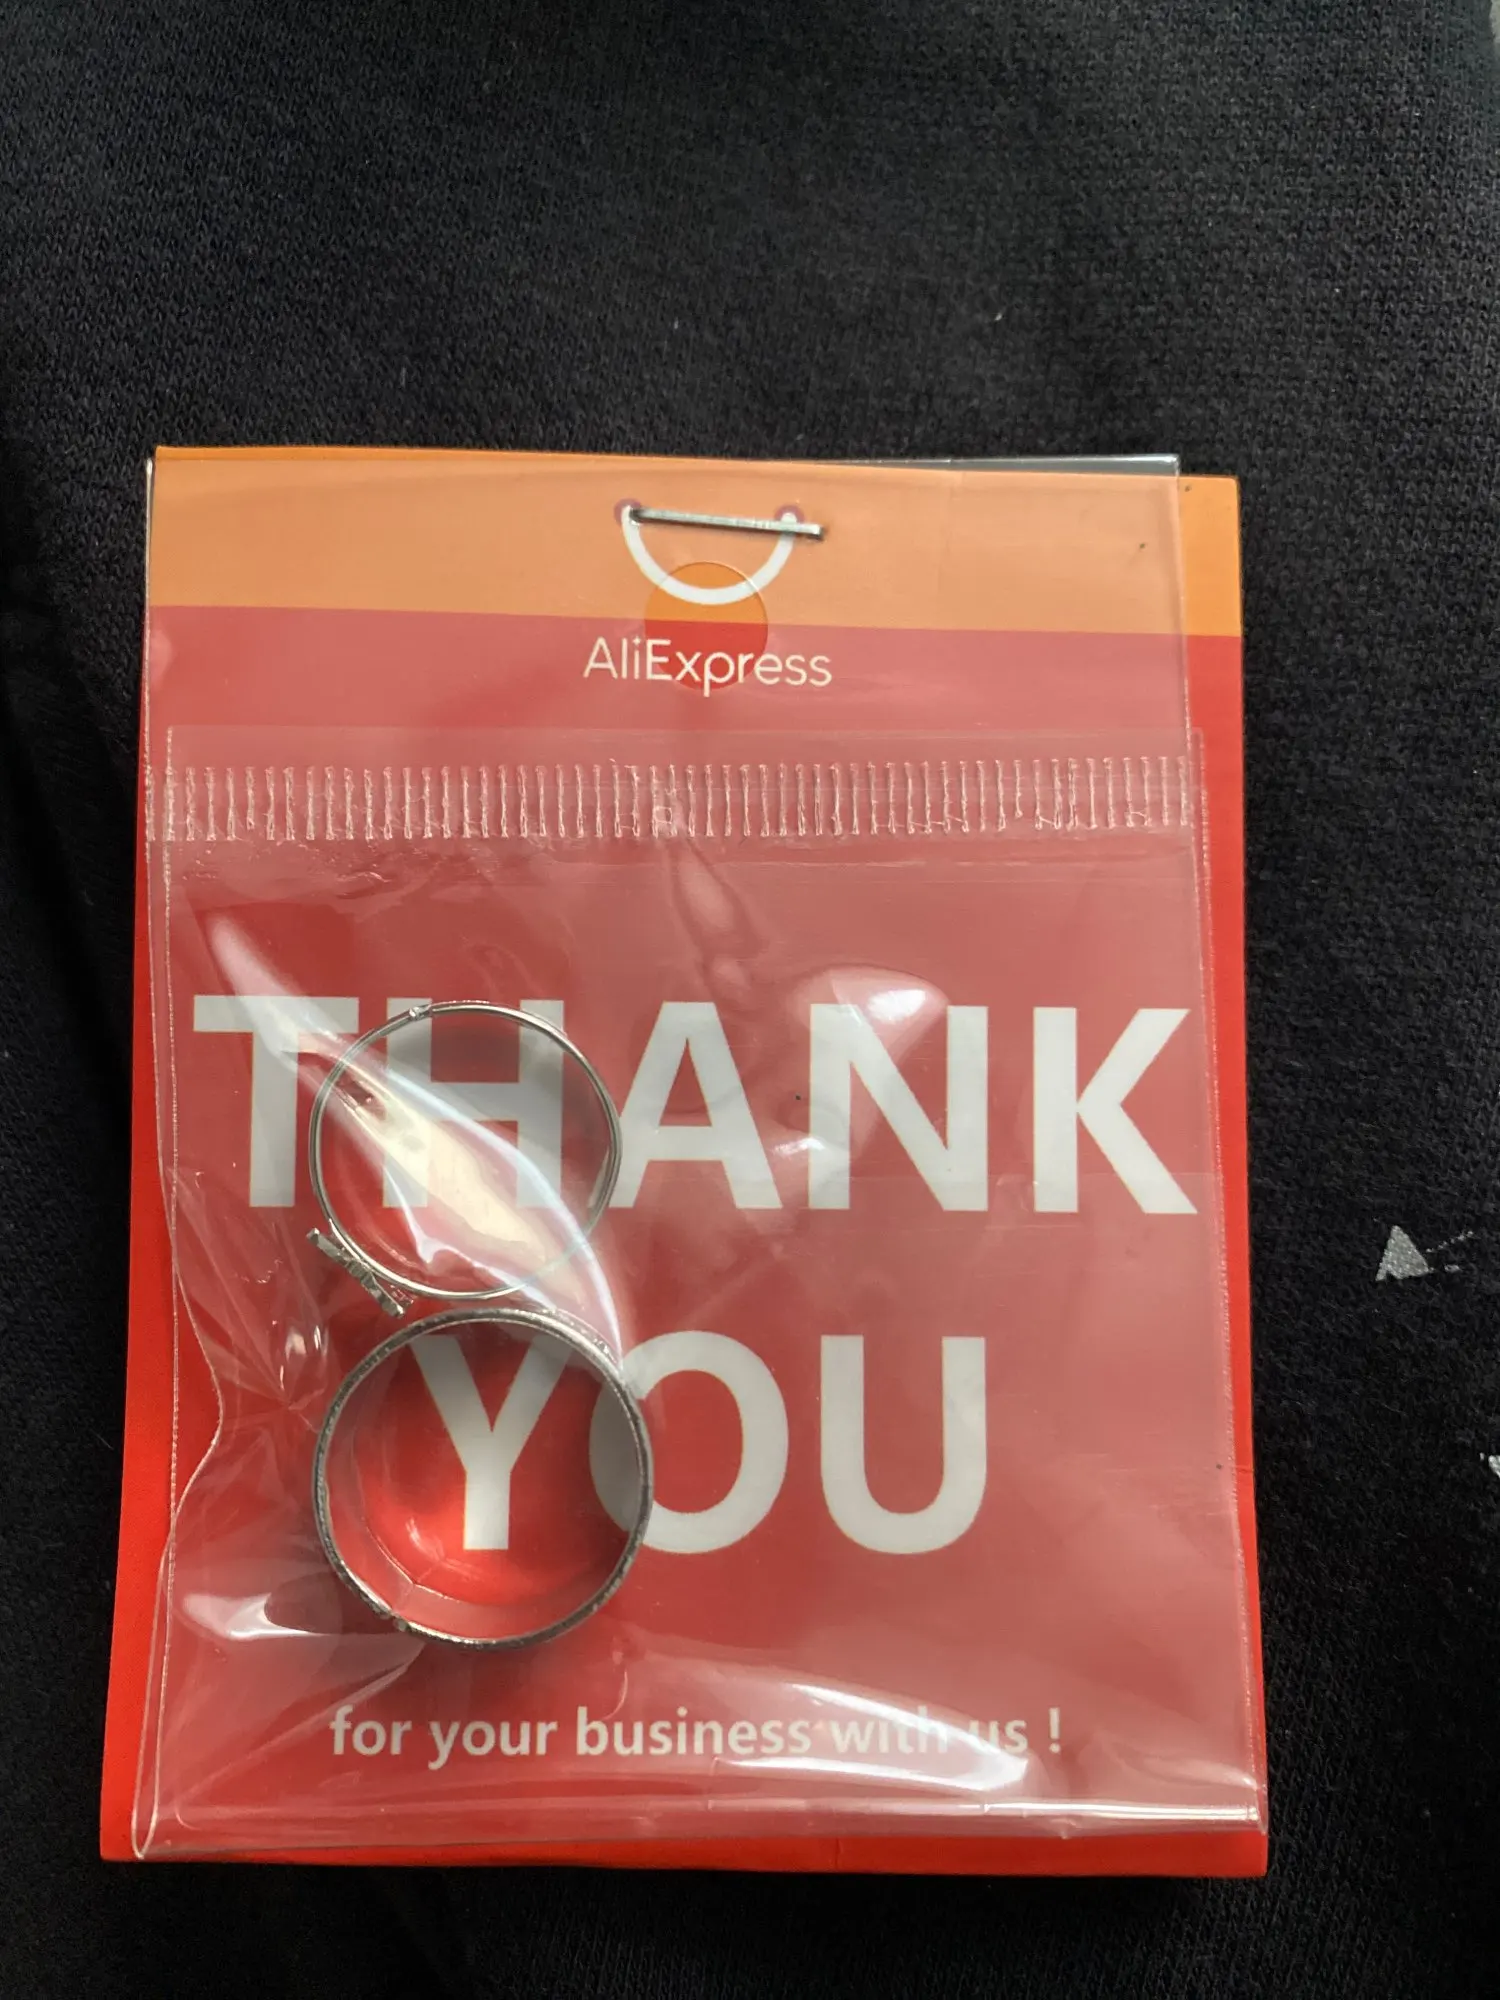 AliExpress
THANK
YOU
for your business with us !